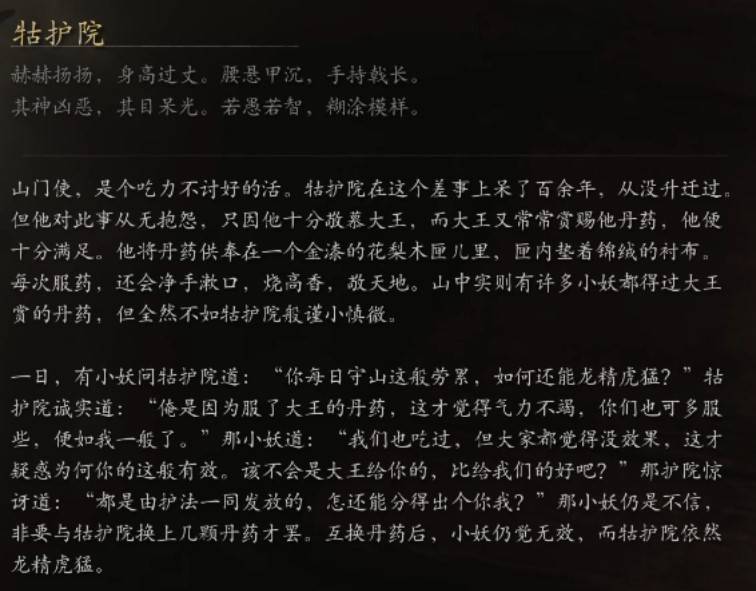 牯护院
赫赫扬扬，身高过丈。腰悬甲沉，手持戟长。
其神凶恶，其目呆光。若愚若智，糊涂模样。
山门使，是个吃力不讨好的活。牯护院在这个差事上呆了百余年，从没升迁过。
但他对此事从无抱怨，只因他十分敬慕大王，而大王又常常赏赐他丹药，他便
十分满足。他将丹药供奉在一个金漆的花梨木匣儿里，匣内垫着锦绒的衬布。
每次服药，还会净手漱口，烧高香，敬天地。山中实则有许多小妖都得过大王
赏的丹药，但全然不如牯护院般谨小慎微。
一日，有小妖问牯护院道：“你每日守山这般劳累，如何还能龙精虎猛？”牯
护院诚实道：“俺是因为服了大王的丹药，这才觉得气力不竭，你们也可多服
些，便如我一般了。”那小妖道：“我们也吃过，但大家都觉得没效果，这才
疑惑为何你的这般有效。该不会是大王给你的，比给我们的好吧？”那护院惊
讶道：“都是由护法一同发放的，怎还能分得出个你我？”那小妖仍是不信，
非要与牯护院换上几颗丹药才罢。互换丹药后，小妖仍觉无效，而牯护院依然
龙精虎猛。